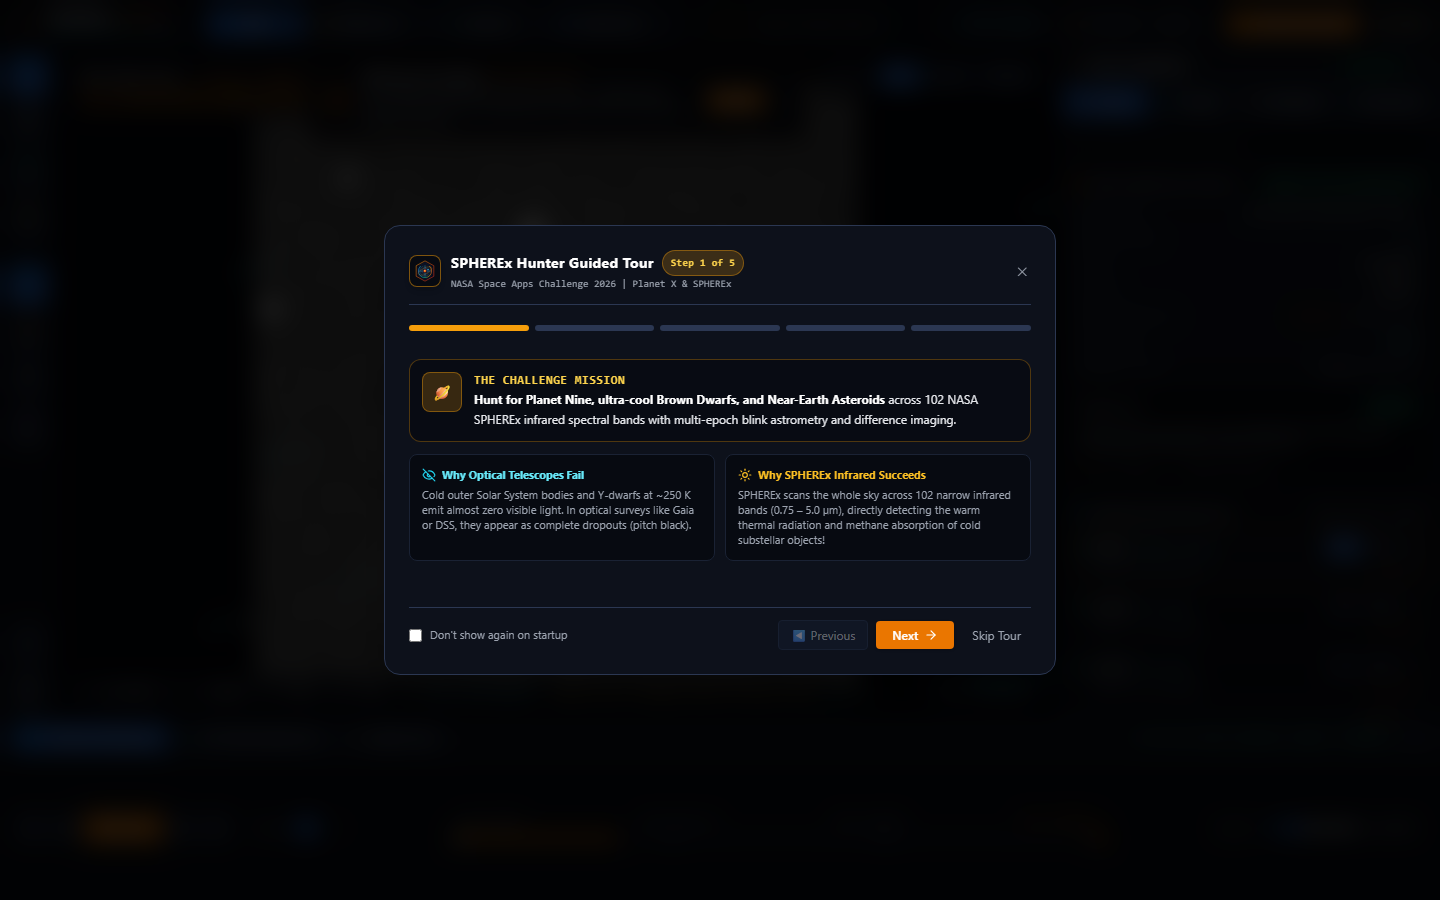 SPHEREx Hunter Guided Tour
Step 1 of 5
NASA Space Apps Challenge 2026 | Planet X & SPHEREx
THE CHALLENGE MISSION
Hunt for Planet Nine, ultra-cool Brown Dwarfs, and Near-Earth Asteroids across 102 NASA
SPHEREx infrared spectral bands with multi-epoch blink astrometry and difference imaging.
Why Optical Telescopes Fail
Cold outer Solar System bodies and Y-dwarfs at ~250 K
emit almost zero visible light. In optical surveys like Gaia
or DSS, they appear as complete dropouts (pitch black).
Why SPHEREx Infrared Succeeds
SPHEREx scans the whole sky across 102 narrow infrared
bands (0.75 – 5.0 µm), directly detecting the warm
thermal radiation and methane absorption of cold
substellar objects!
Don't show again on startup
Previous
Next
Skip Tour